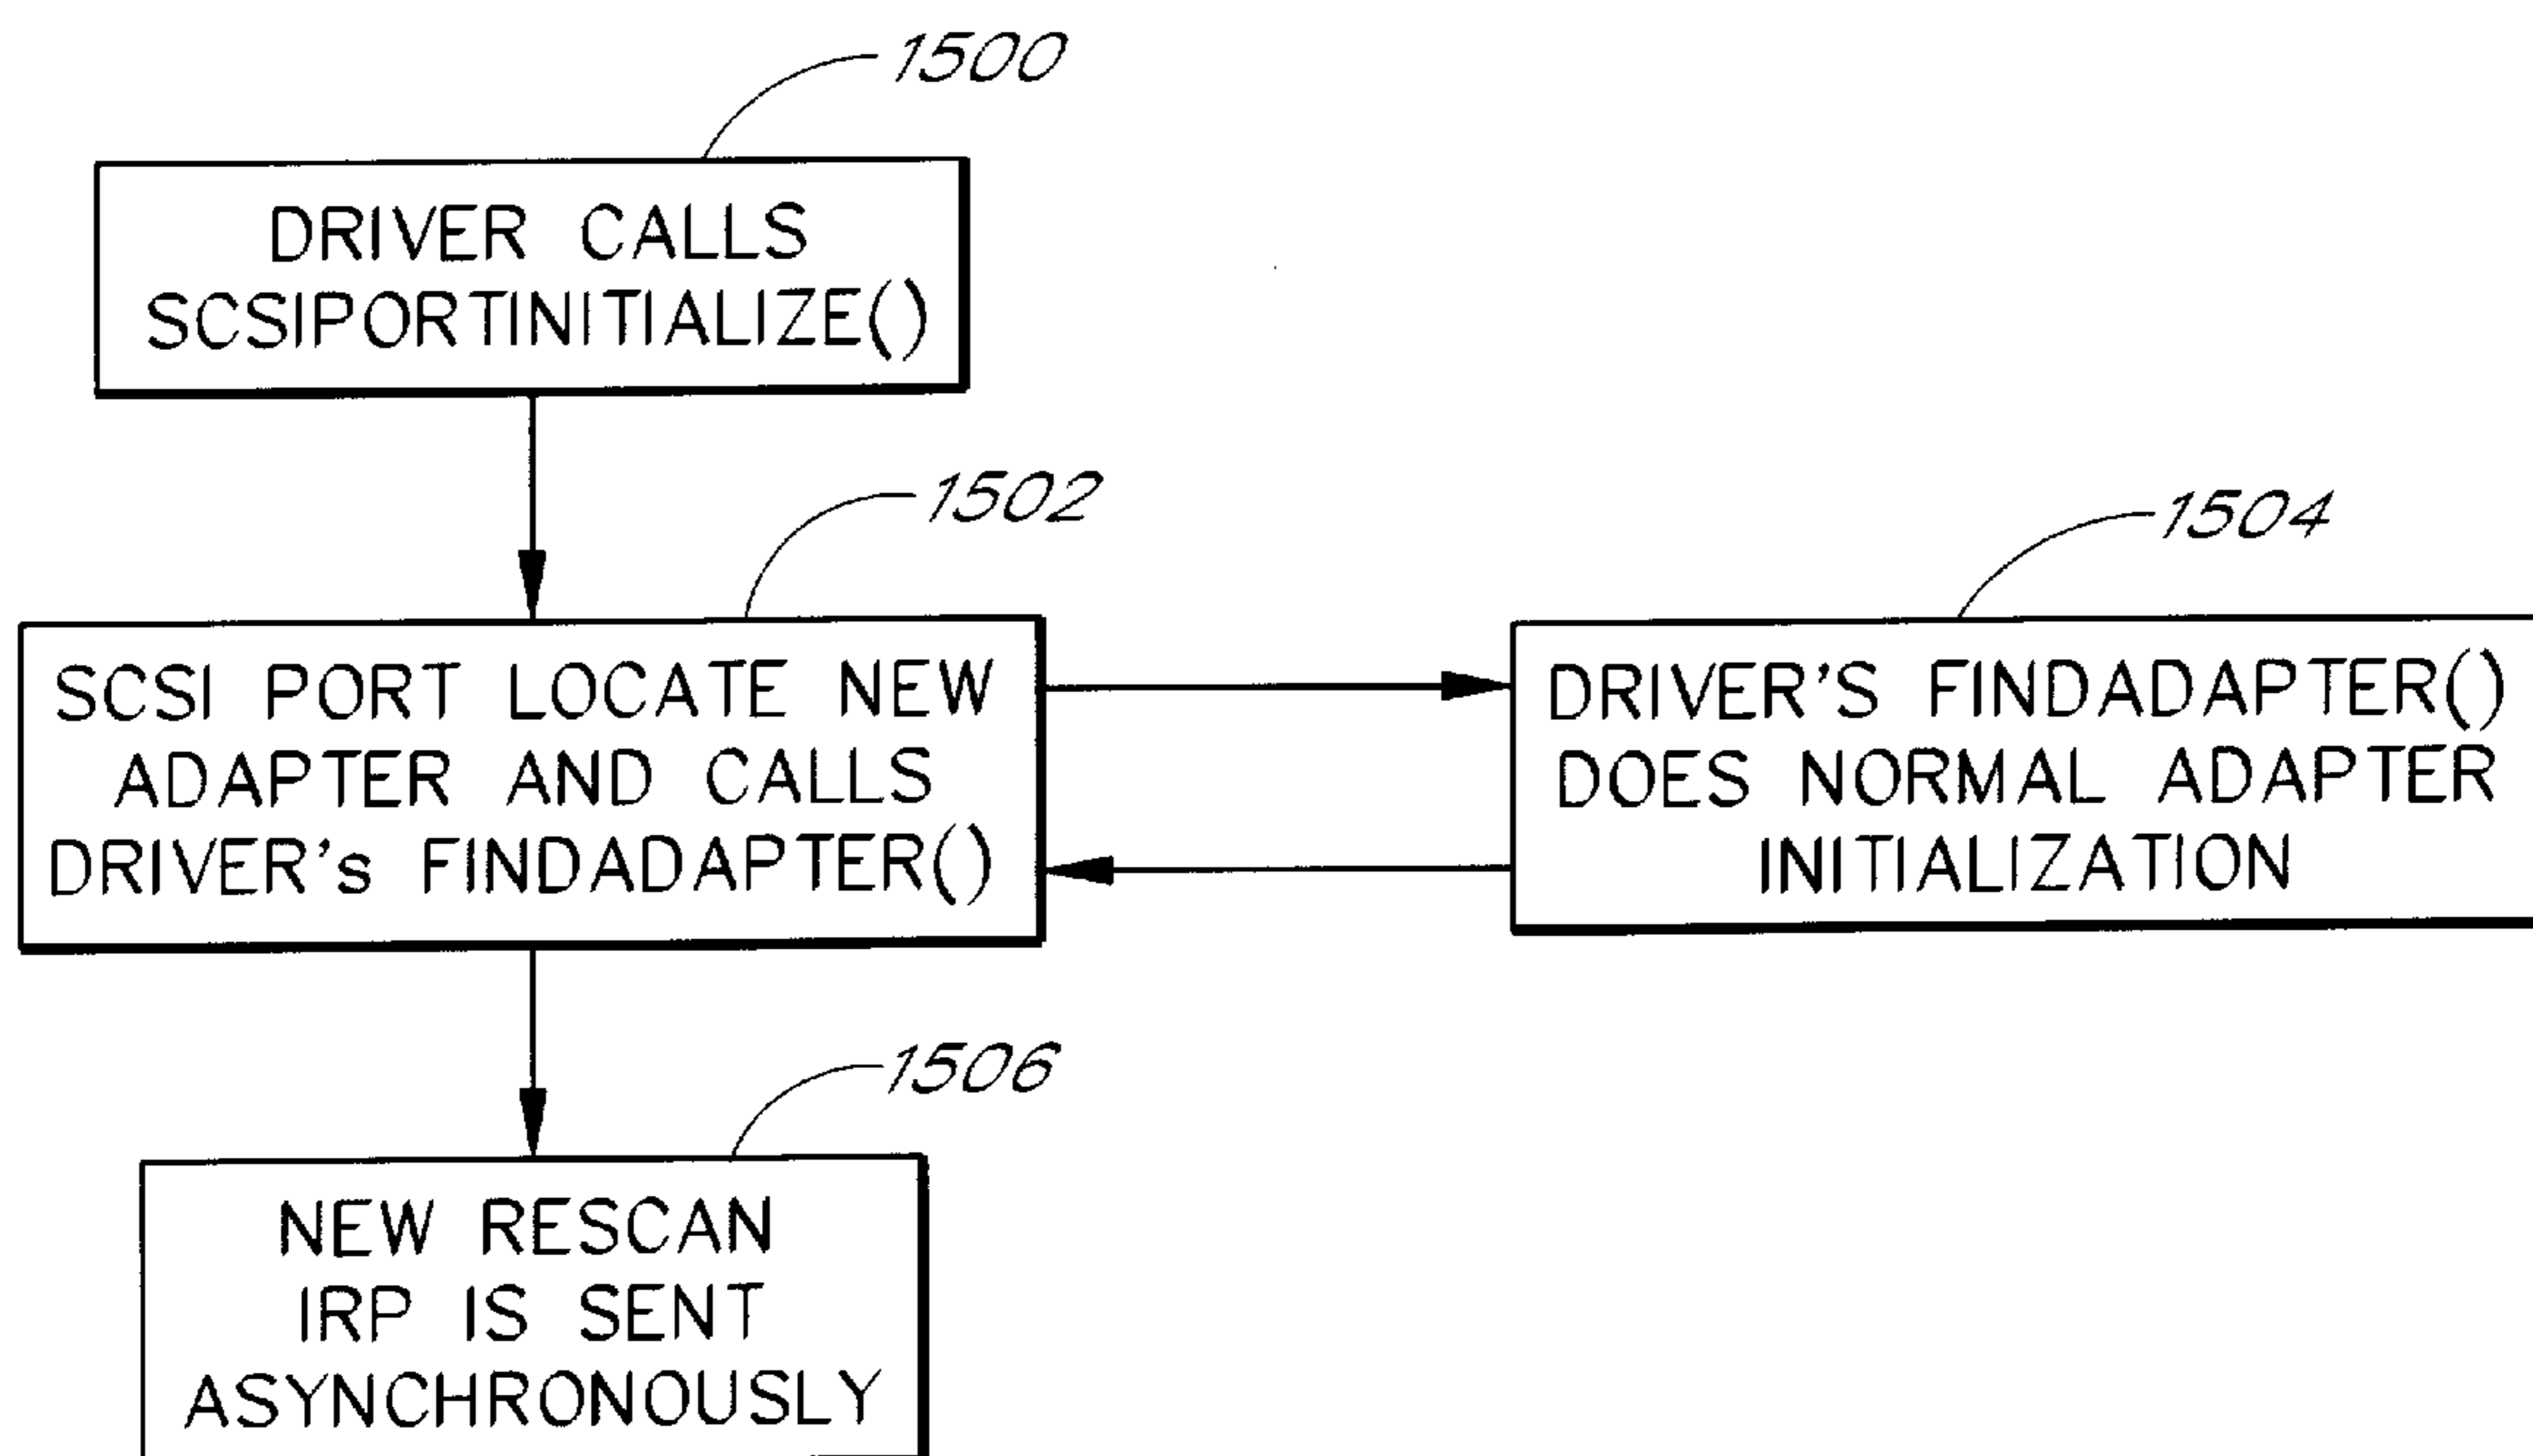 1500
DRIVER CALLS
SCSIPORTINITIALIZE()
1502
SCSI PORT LOCATE NEW
ADAPTER AND CALLS
DRIVER's FINDADAPTER()
1504
DRIVER'S FINDADAPTER()
DOES NORMAL ADAPTER
INITIALIZATION
1506
NEW RESCAN
IRP IS SENT
ASYNCHRONOUSLY